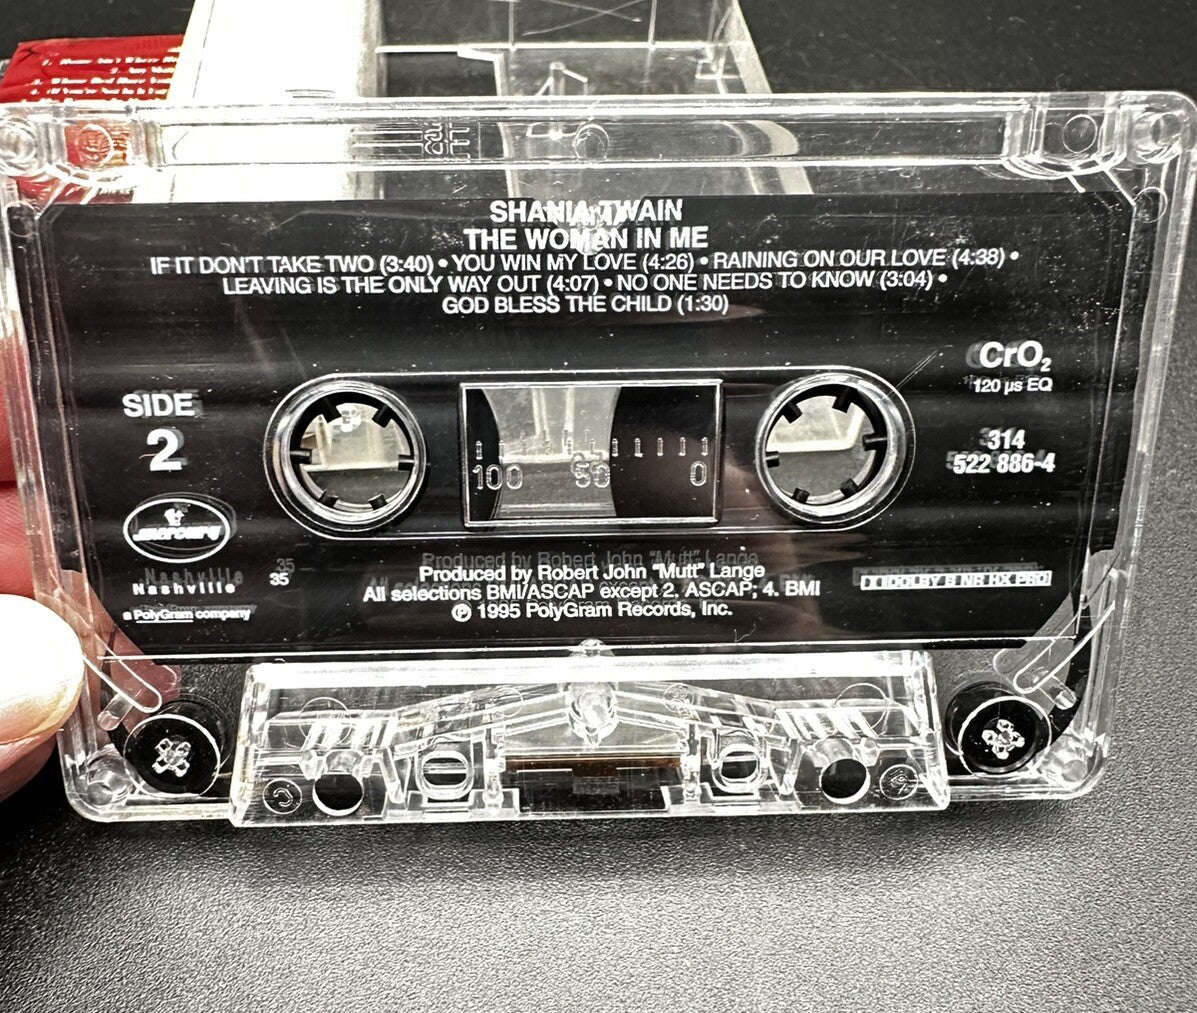 SHANIA TWAIN
THE WOMAN IN ME
IF IT DON'T TAKE TWO (3:40) • YOU WIN MY LOVE (4:26) • RAINING ON OUR LOVE (4:38) •
LEAVING IS THE ONLY WAY OUT (4:07) • NO ONE NEEDS TO KNOW (3:04) •
GOD BLESS THE CHILD (1:30)
CrO2
120 µs EQ
SIDE
2
314
522 886-4
100 50 0
mercury
Nashville
a PolyGram company
35
Produced by Robert John "Mutt" Lange
All selections BMI/ASCAP except 2. ASCAP; 4. BMI
℗ 1995 PolyGram Records, Inc.
DOLBY B NR HX PRO